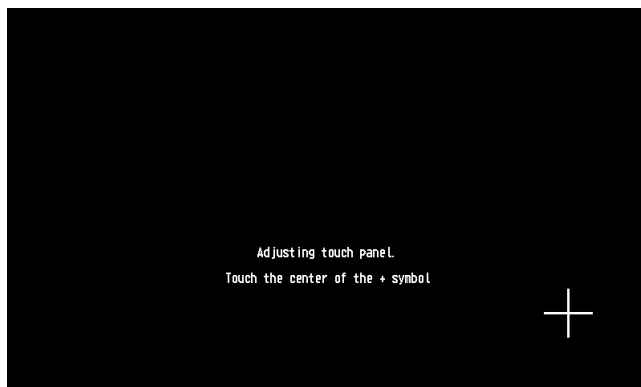 Adjusting touch panel.
Touch the center of the + symbol